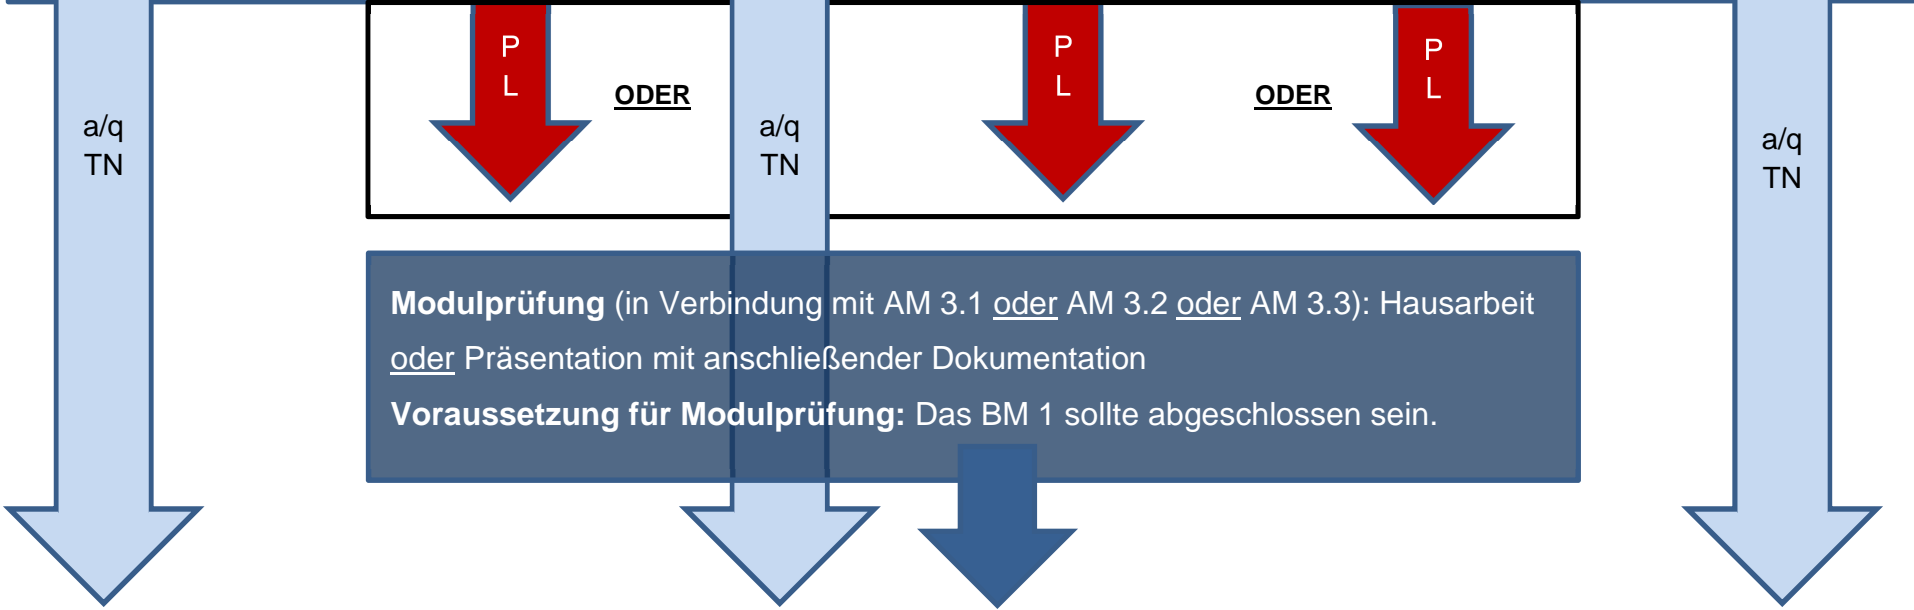 P
L
ODER
P
L
ODER
P
L
a/q
TN
a/q
TN
a/q
TN
Modulprüfung (in Verbindung mit AM 3.1 oder AM 3.2 oder AM 3.3): Hausarbeit
oder Präsentation mit anschließender Dokumentation
Voraussetzung für Modulprüfung: Das BM 1 sollte abgeschlossen sein.